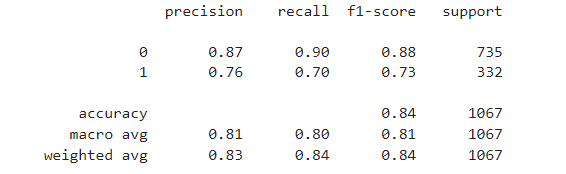 precision recall f1-score support
0 0.87 0.90 0.88 735
1 0.76 0.70 0.73 332
accuracy 0.84 1067
macro avg 0.81 0.80 0.81 1067
weighted avg 0.83 0.84 0.84 1067